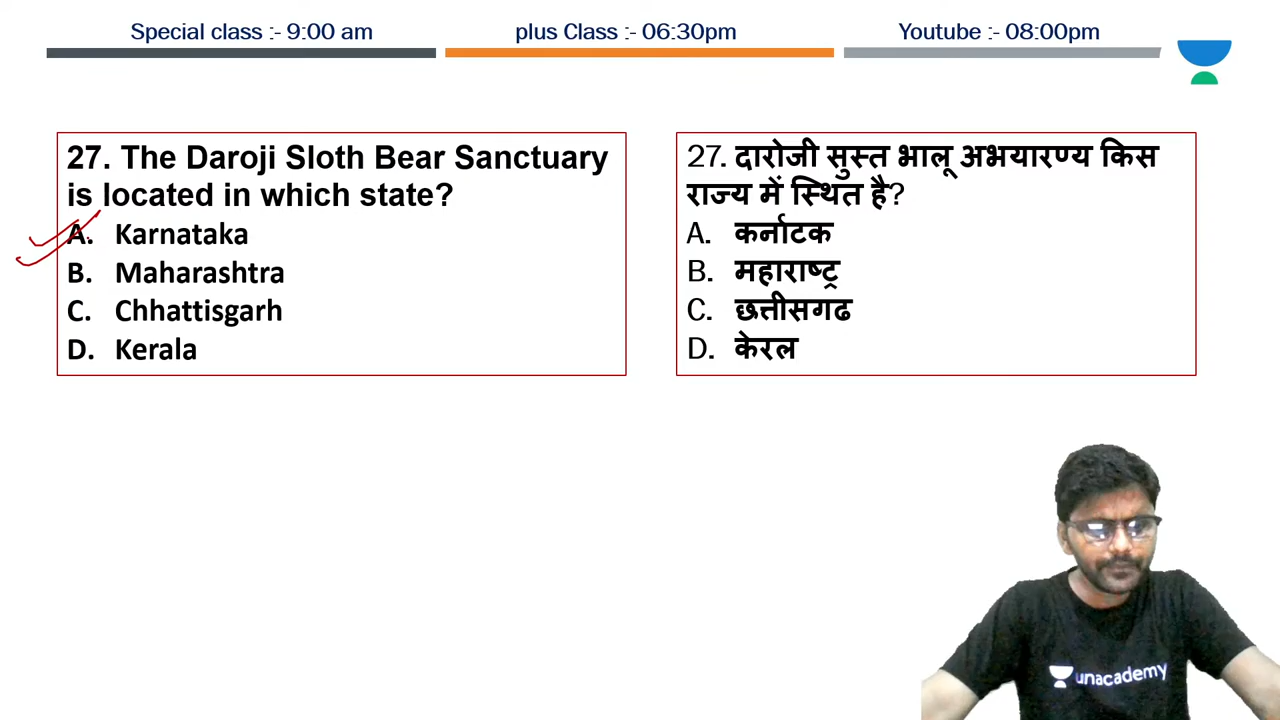 Special class :- 9:00 am
plus Class :- 06:30pm
Youtube :- 08:00pm
27. The Daroji Sloth Bear Sanctuary
is located in which state?
A. Karnataka
B. Maharashtra
C. Chhattisgarh
D. Kerala
27. दारोजी सुस्त भालू अभयारण्य किस
राज्य में स्थित है?
A. कर्नाटक
B. महाराष्ट्र
C. छत्तीसगढ
D. केरल
unacademy